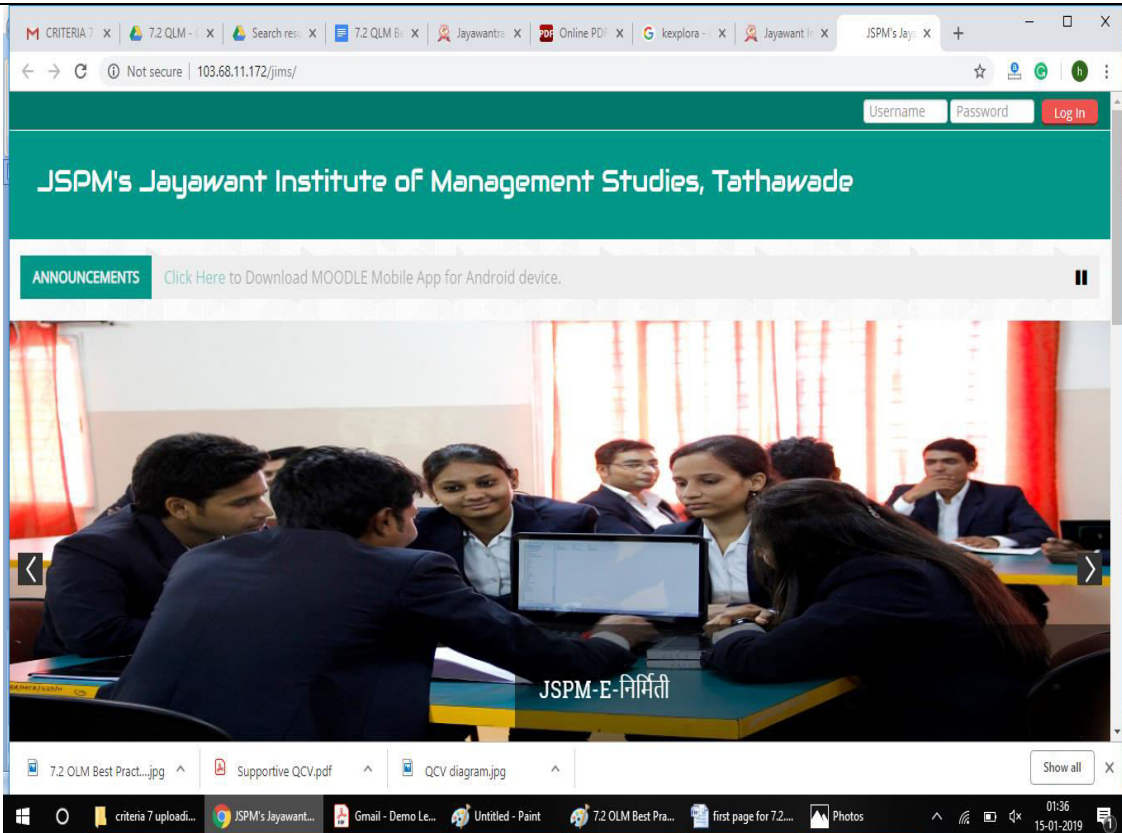 CRITERIA 7
7.2 QLM - (
Search res
7.2 QLM Be
Jayawantra
Online PDF
kexplora -
Jayawant In
JSPM's Jaya
Not secure | 103.68.11.172/jims/
Username Password Log In
JSPM's Jayawant Institute of Management Studies, Tathawade
ANNOUNCEMENTS Click Here to Download MOODLE Mobile App for Android device.
JSPM-E-निर्मिती
7.2 OLM Best Pract....jpg
Supportive QCV.pdf
QCV diagram.jpg
Show all
criteria 7 uploadi...
JSPM's Jayawant...
Gmail - Demo Le...
Untitled - Paint
7.2 OLM Best Pra...
first page for 7.2....
Photos
01:36
15-01-2019